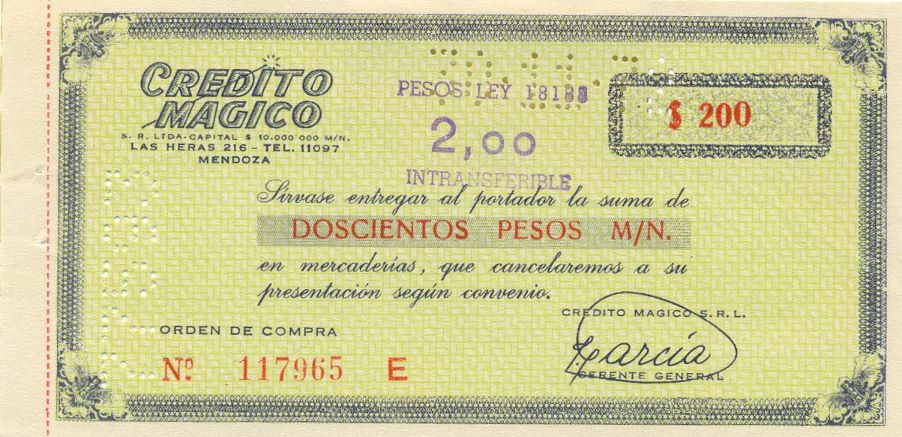 CREDITO
MAGICO
S. R. LTDA - CAPITAL $ 10.000.000 M/N.
LAS HERAS 216 - TEL. 11097
MENDOZA
PESOS LEY 18188
2,00
INTRANSFERIBLE
$ 200
Sírvase entregar al portador la suma de
DOSCIENTOS PESOS M/N.
en mercaderías, que cancelaremos a su
presentación según convenio.
CREDITO MAGICO S. R. L.
García
GERENTE GENERAL
ORDEN DE COMPRA
Nº 117965 E